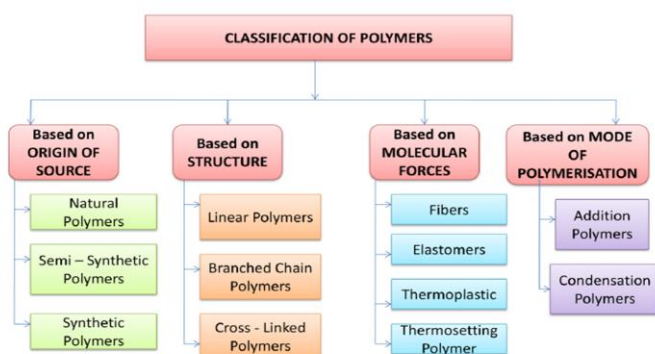 CLASSIFICATION OF POLYMERS
Based on
ORIGIN OF
SOURCE
Natural
Polymers
Semi – Synthetic
Polymers
Synthetic
Polymers
Based on
STRUCTURE
Linear Polymers
Branched Chain
Polymers
Cross - Linked
Polymers
Based on
MOLECULAR
FORCES
Fibers
Elastomers
Thermoplastic
Thermosetting
Polymer
Based on MODE
OF
POLYMERISATION
Addition
Polymers
Condensation
Polymers